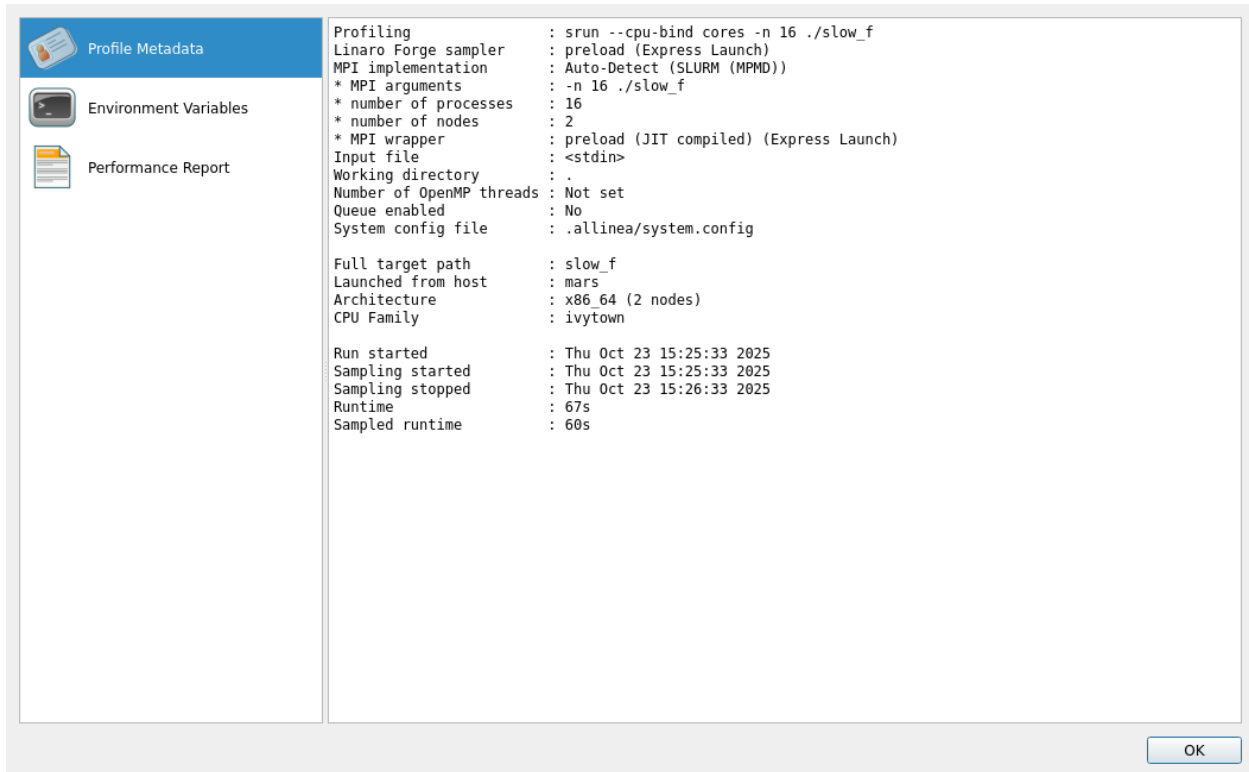 Profile Metadata
Environment Variables
Performance Report
Profiling : srun --cpu-bind cores -n 16 ./slow_f
Linaro Forge sampler : preload (Express Launch)
MPI implementation : Auto-Detect (SLURM (MPMD))
* MPI arguments : -n 16 ./slow_f
* number of processes : 16
* number of nodes : 2
* MPI wrapper : preload (JIT compiled) (Express Launch)
Input file : <stdin>
Working directory : .
Number of OpenMP threads : Not set
Queue enabled : No
System config file : .allinea/system.config
Full target path : slow_f
Launched from host : mars
Architecture : x86_64 (2 nodes)
CPU Family : ivytown
Run started : Thu Oct 23 15:25:33 2025
Sampling started : Thu Oct 23 15:25:33 2025
Sampling stopped : Thu Oct 23 15:26:33 2025
Runtime : 67s
Sampled runtime : 60s
OK